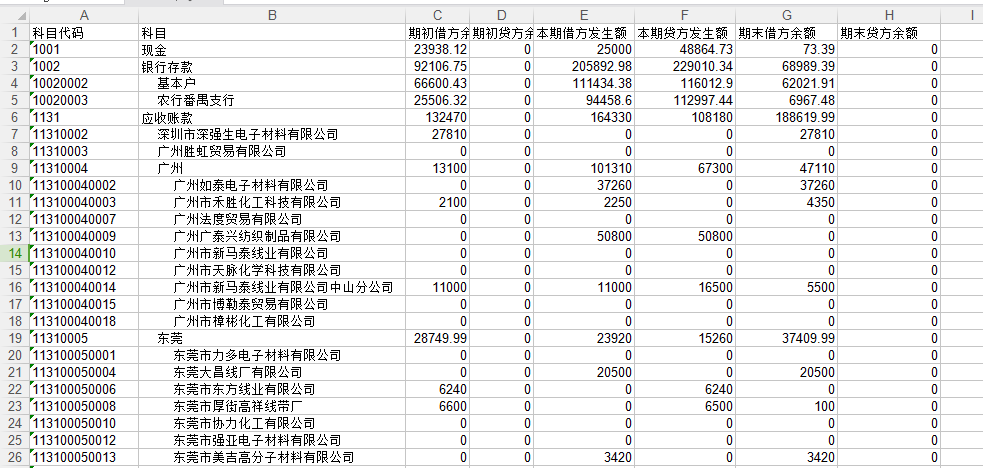 A B C D E F G H I
1 科目代码 科目 期初借方余 期初贷方余 本期借方发生额 本期贷方发生额 期末借方余额 期末贷方余额
2 1001 现金 23938.12 0 25000 48864.73 73.39 0
3 1002 银行存款 92106.75 0 205892.98 229010.34 68989.39 0
4 10020002 基本户 66600.43 0 111434.38 116012.9 62021.91 0
5 10020003 农行番禺支行 25506.32 0 94458.6 112997.44 6967.48 0
6 1131 应收账款 132470 0 164330 108180 188619.99 0
7 11310002 深圳市深强生电子材料有限公司 27810 0 0 0 27810 0
8 11310003 广州胜虹贸易有限公司 0 0 0 0 0 0
9 11310004 广州 13100 0 101310 67300 47110 0
10 113100040002 广州如泰电子材料有限公司 0 0 37260 0 37260 0
11 113100040003 广州市禾胜化工科技有限公司 2100 0 2250 0 4350 0
12 113100040007 广州法度贸易有限公司 0 0 0 0 0 0
13 113100040009 广州广泰兴纺织制品有限公司 0 0 50800 50800 0 0
14 113100040010 广州市新马泰线业有限公司 0 0 0 0 0 0
15 113100040012 广州市天脉化学科技有限公司 0 0 0 0 0 0
16 113100040014 广州市新马泰线业有限公司中山分公司 11000 0 11000 16500 5500 0
17 113100040015 广州市博勒泰贸易有限公司 0 0 0 0 0 0
18 113100040018 广州市樟彬化工有限公司 0 0 0 0 0 0
19 11310005 东莞 28749.99 0 23920 15260 37409.99 0
20 113100050001 东莞市力多电子材料有限公司 0 0 0 0 0 0
21 113100050004 东莞大昌线厂有限公司 0 0 20500 0 20500 0
22 113100050006 东莞市东方线业有限公司 6240 0 0 6240 0 0
23 113100050008 东莞市厚街高祥线带厂 6600 0 0 6500 100 0
24 113100050010 东莞市协力化工有限公司 0 0 0 0 0 0
25 113100050012 东莞市强亚电子材料有限公司 0 0 0 0 0 0
26 113100050013 东莞市美吉高分子材料有限公司 0 0 3420 0 3420 0